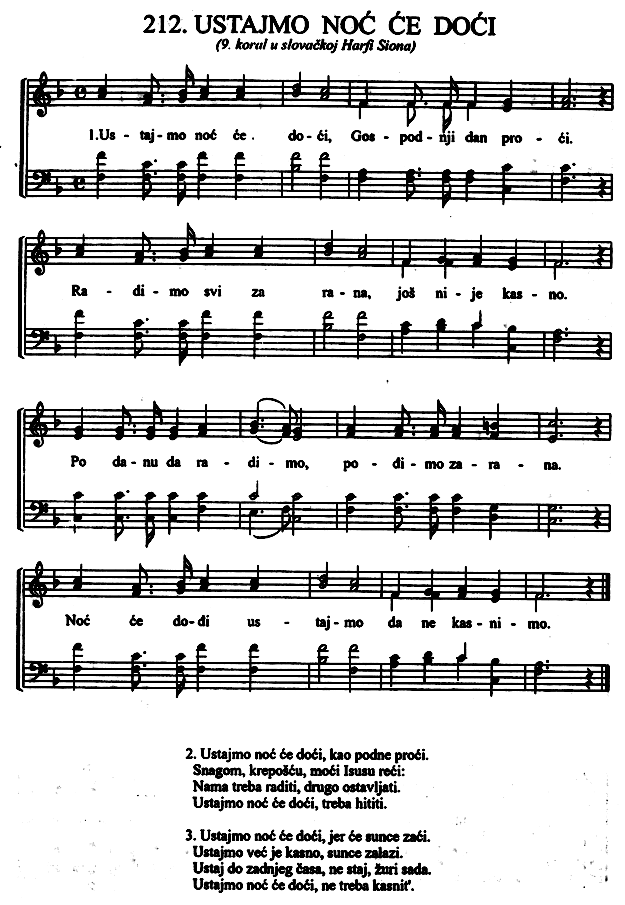 212. USTAJMO NOĆ ĆE DOĆI
(9. koral u slovačkoj Harfi Siona)
1.Us - taj- mo noć će . do- ći, Gos - pod- nji dan pro - ći.
Ra - di - mo svi za ra - na, još ni - je kas - no.
Po da - nu da ra - di - mo, po - di - mo za - ra - na.
Noć će do - di us - taj - mo da ne kas - ni - mo.
2. Ustajmo noć će doći, kao podne proći.
Snagom, krepošću, moći Isusu reći:
Nama treba raditi, drugo ostavljati.
Ustajmo noć će doći, treba hititi.
3. Ustajmo noć će doći, jer će sunce zaći.
Ustajmo već je kasno, sunce zalazi.
Ustaj do zadnjeg časa, ne staj, žuri sada.
Ustajmo noć će doći, ne treba kasnit'.